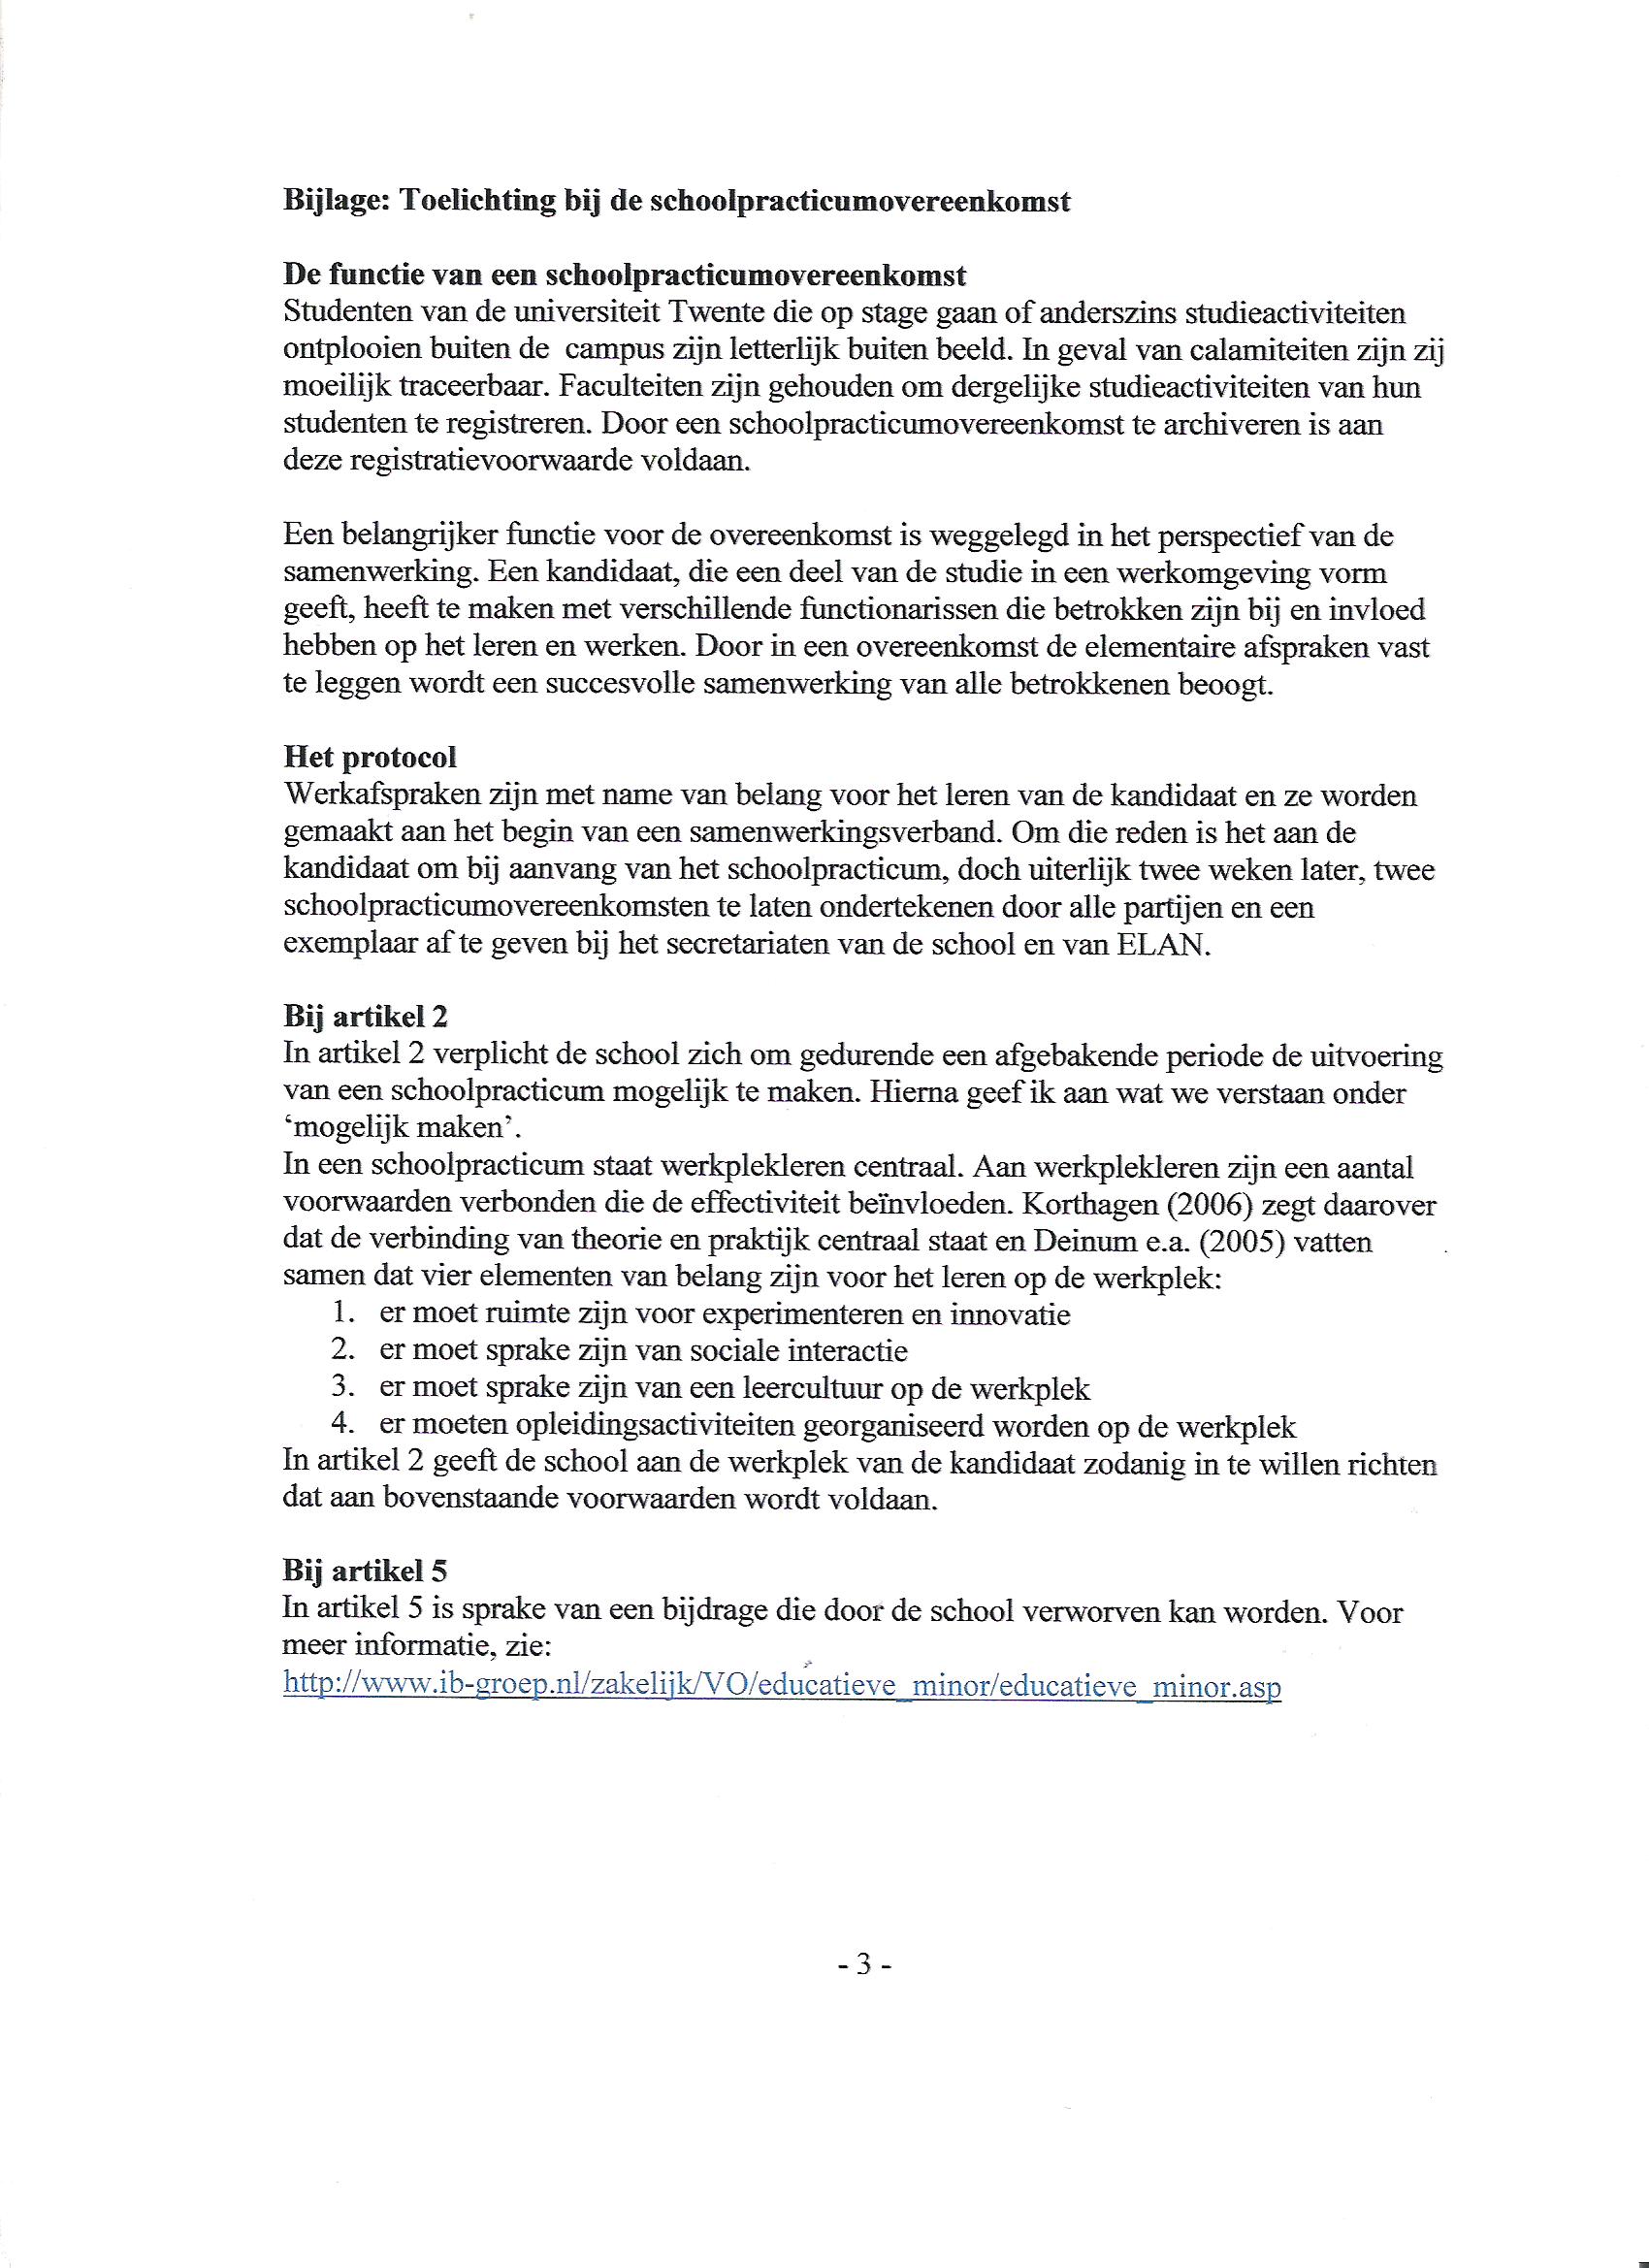 Bijlage: Toelichting bij de schoolpracticumovereenkomst
De functie van een schoolpracticumovereenkomst
Studenten van de universiteit Twente die op stage gaan of anderszins studieactiviteiten
ontplooien buiten de  campus zijn letterlijk buiten beeld. In geval van calamiteiten zijn zij
moeilijk traceerbaar. Faculteiten zijn gehouden om dergelijke studieactiviteiten van hun
studenten te registreren. Door een schoolpracticumovereenkomst te archiveren is aan
deze registratievoorwaarde voldaan.
Een belangrijker functie voor de overeenkomst is weggelegd in het perspectief van de
samenwerking. Een kandidaat, die een deel van de studie in een werkomgeving vorm
geeft, heeft te maken met verschillende functionarissen die betrokken zijn bij en invloed
hebben op het leren en werken. Door in een overeenkomst de elementaire afspraken vast
te leggen wordt een succesvolle samenwerking van alle betrokkenen beoogt.
Het protocol
Werkafspraken zijn met name van belang voor het leren van de kandidaat en ze worden
gemaakt aan het begin van een samenwerkingsverband. Om die reden is het aan de
kandidaat om bij aanvang van het schoolpracticum, doch uiterlijk twee weken later, twee
schoolpracticumovereenkomsten te laten ondertekenen door alle partijen en een
exemplaar af te geven bij het secretariaten van de school en van ELAN.
Bij artikel 2
In artikel 2 verplicht de school zich om gedurende een afgebakende periode de uitvoering
van een schoolpracticum mogelijk te maken. Hierna geef ik aan wat we verstaan onder
‘mogelijk maken’.
In een schoolpracticum staat werkplekleren centraal. Aan werkplekleren zijn een aantal
voorwaarden verbonden die de effectiviteit beïnvloeden. Korthagen (2006) zegt daarover
dat de verbinding van theorie en praktijk centraal staat en Deinum e.a. (2005) vatten
samen dat vier elementen van belang zijn voor het leren op de werkplek:
1. er moet ruimte zijn voor experimenteren en innovatie
2. er moet sprake zijn van sociale interactie
3. er moet sprake zijn van een leercultuur op de werkplek
4. er moeten opleidingsactiviteiten georganiseerd worden op de werkplek
In artikel 2 geeft de school aan de werkplek van de kandidaat zodanig in te willen richten
dat aan bovenstaande voorwaarden wordt voldaan.
Bij artikel 5
In artikel 5 is sprake van een bijdrage die door de school verworven kan worden. Voor
meer informatie, zie:
http://www.ib-groep.nl/zakelijk/VO/educatieve_minor/educatieve_minor.asp
- 3 -